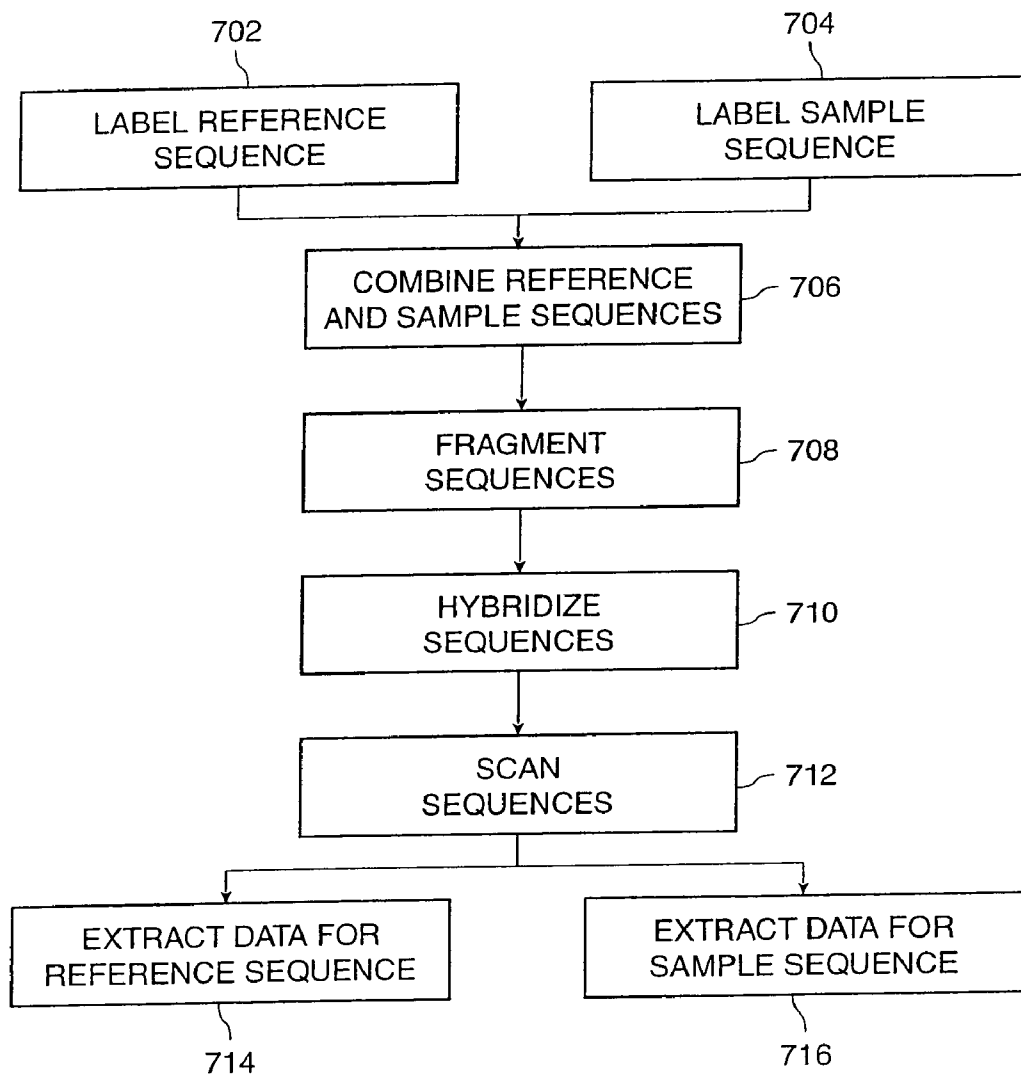 702
704
LABEL REFERENCE
SEQUENCE
LABEL SAMPLE
SEQUENCE
COMBINE REFERENCE
AND SAMPLE SEQUENCES
706
FRAGMENT
SEQUENCES
708
HYBRIDIZE
SEQUENCES
710
SCAN
SEQUENCES
712
EXTRACT DATA FOR
REFERENCE SEQUENCE
EXTRACT DATA FOR
SAMPLE SEQUENCE
714
716